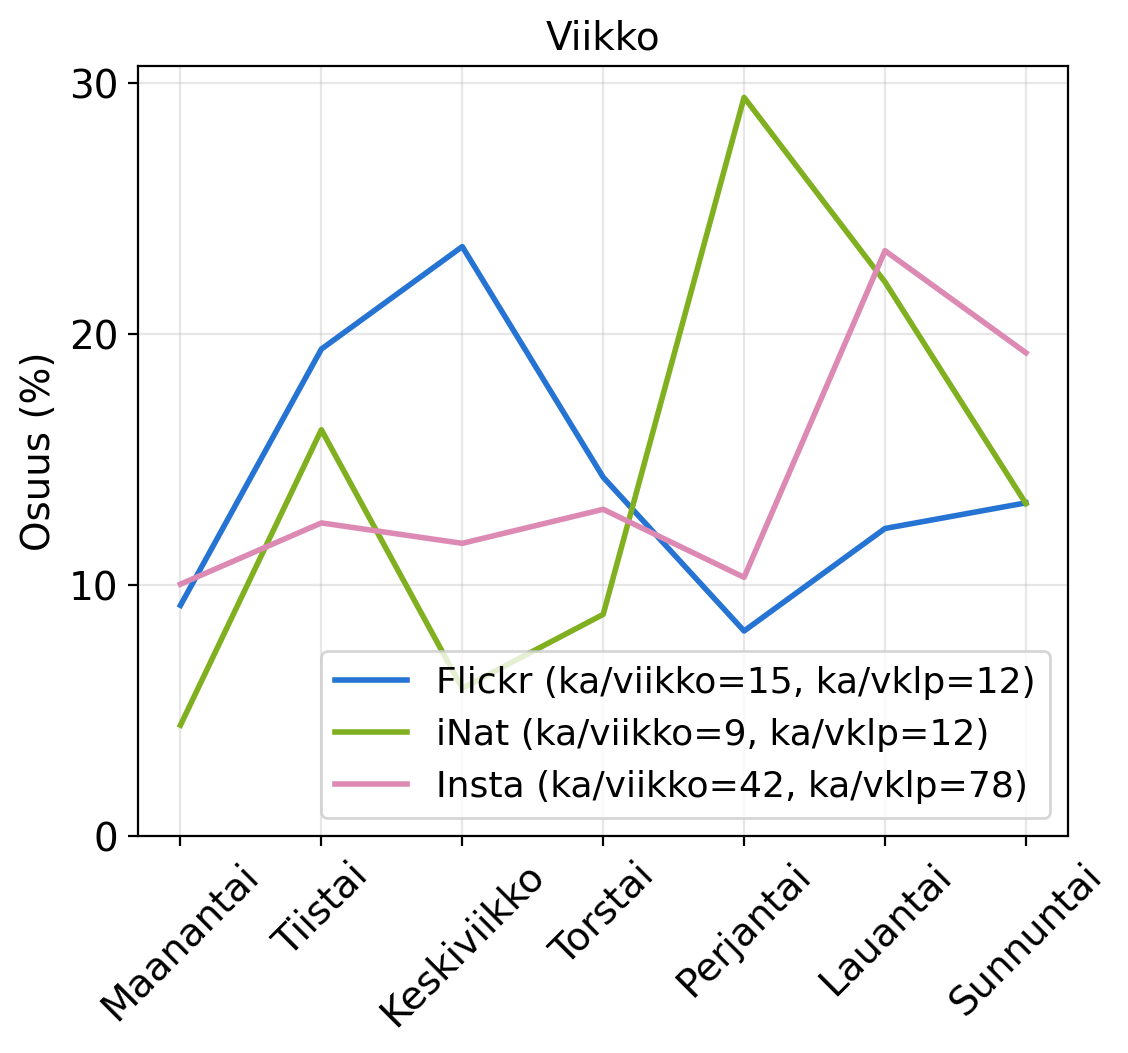 Viikko
Osuus (%)
30
20
10
0
Flickr (ka/viikko=15, ka/vklp=12)
iNat (ka/viikko=9, ka/vklp=12)
Insta (ka/viikko=42, ka/vklp=78)
Maanantai
Tiistai
Keskiviikko
Torstai
Perjantai
Lauantai
Sunnuntai